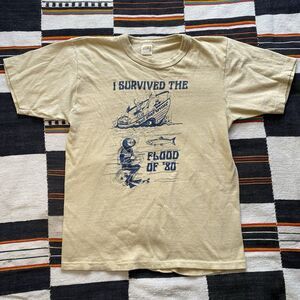 I SURVIVED THE
FLOOD
OF '80